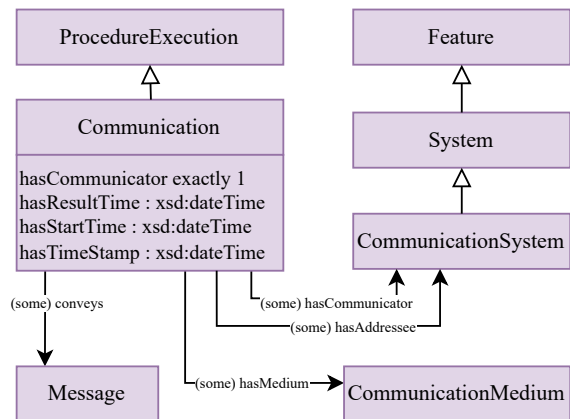 ProcedureExecution
Feature
Communication
System
hasCommunicator exactly 1
hasResultTime : xsd:dateTime
hasStartTime : xsd:dateTime
hasTimeStamp : xsd:dateTime
CommunicationSystem
(some) conveys
(some) hasCommunicator
(some) hasAddressee
(some) hasMedium
Message
CommunicationMedium